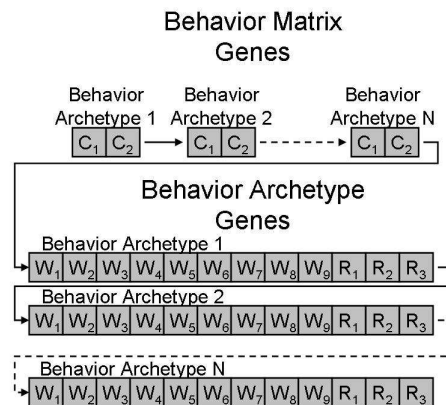 Behavior Matrix
Genes
Behavior Behavior Behavior
Archetype 1 Archetype 2 Archetype N
C₁ C₂ C₁ C₂ C₁ C₂
Behavior Archetype
Genes
Behavior Archetype 1
W₁ W₂ W₃ W₄ W₅ W₆ W₇ W₈ W₉ R₁ R₂ R₃
Behavior Archetype 2
W₁ W₂ W₃ W₄ W₅ W₆ W₇ W₈ W₉ R₁ R₂ R₃
Behavior Archetype N
W₁ W₂ W₃ W₄ W₅ W₆ W₇ W₈ W₉ R₁ R₂ R₃